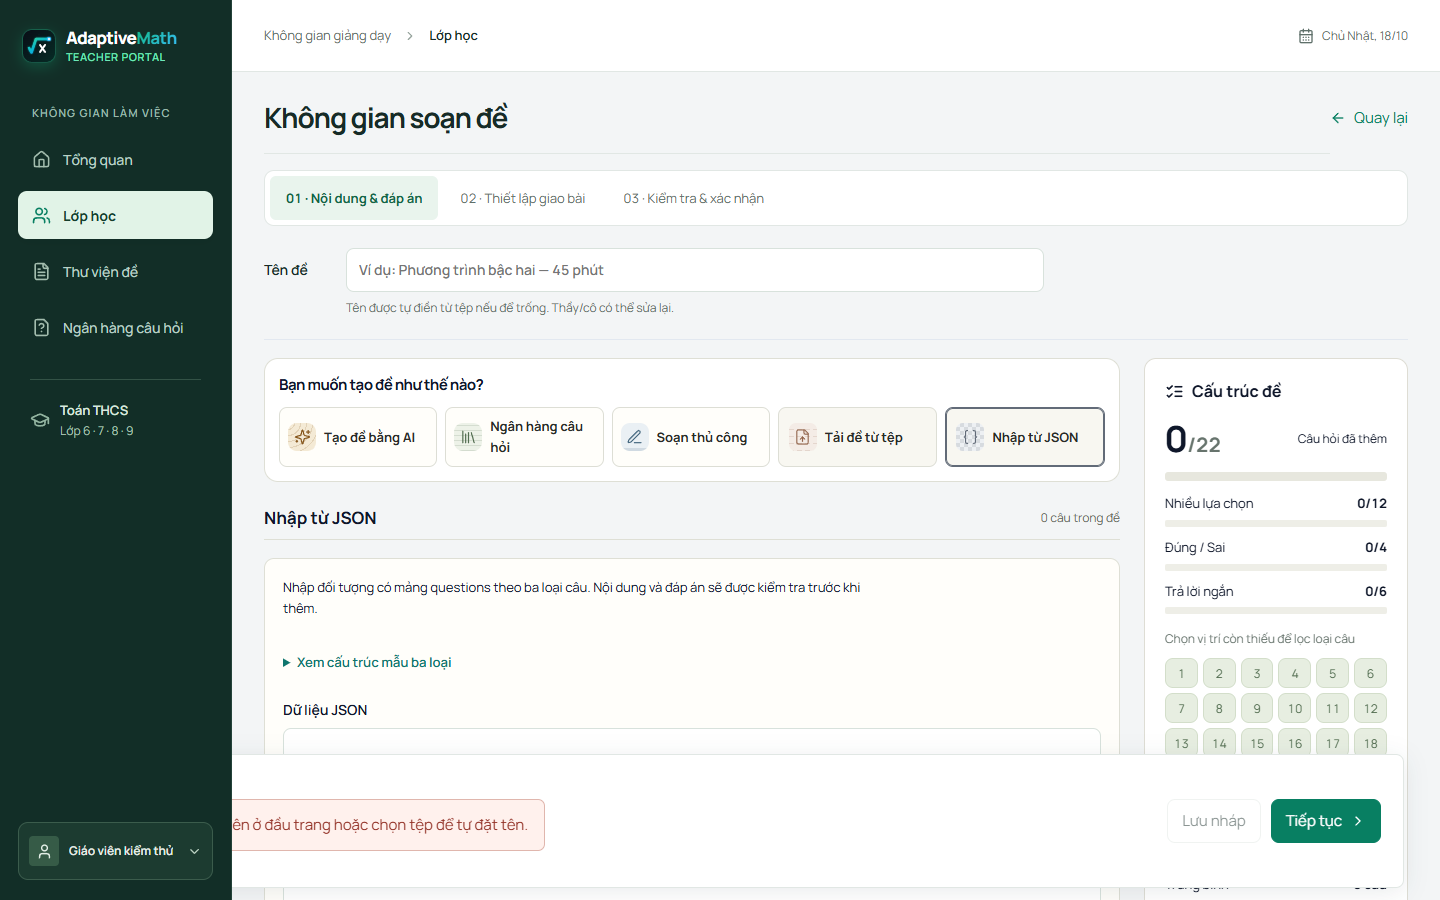 AdaptiveMath
TEACHER PORTAL
KHÔNG GIAN LÀM VIỆC
Tổng quan
Lớp học
Thư viện đề
Ngân hàng câu hỏi
Toán THCS
Lớp 6 · 7 · 8 · 9
Giáo viên kiểm thử
Không gian giảng dạy
Lớp học
Chủ Nhật, 18/10
Không gian soạn đề
Quay lại
01 · Nội dung & đáp án
02 · Thiết lập giao bài
03 · Kiểm tra & xác nhận
Tên đề
Ví dụ: Phương trình bậc hai — 45 phút
Tên được tự điền từ tệp nếu để trống. Thầy/cô có thể sửa lại.
Bạn muốn tạo đề như thế nào?
Tạo đề bằng AI
Ngân hàng câu
hỏi
Soạn thủ công
Tải đề từ tệp
Nhập từ JSON
Nhập từ JSON
0 câu trong đề
Nhập đối tượng có mảng questions theo ba loại câu. Nội dung và đáp án sẽ được kiểm tra trước khi
thêm.
Xem cấu trúc mẫu ba loại
Dữ liệu JSON
Cấu trúc đề
0/22
Câu hỏi đã thêm
Nhiều lựa chọn
0/12
Đúng / Sai
0/4
Trả lời ngắn
0/6
Chọn vị trí còn thiếu để lọc loại câu
1 2 3 4 5 6
7 8 9 10 11 12
13 14 15 16 17 18
ên ở đầu trang hoặc chọn tệp để tự đặt tên.
Lưu nháp
Tiếp tục